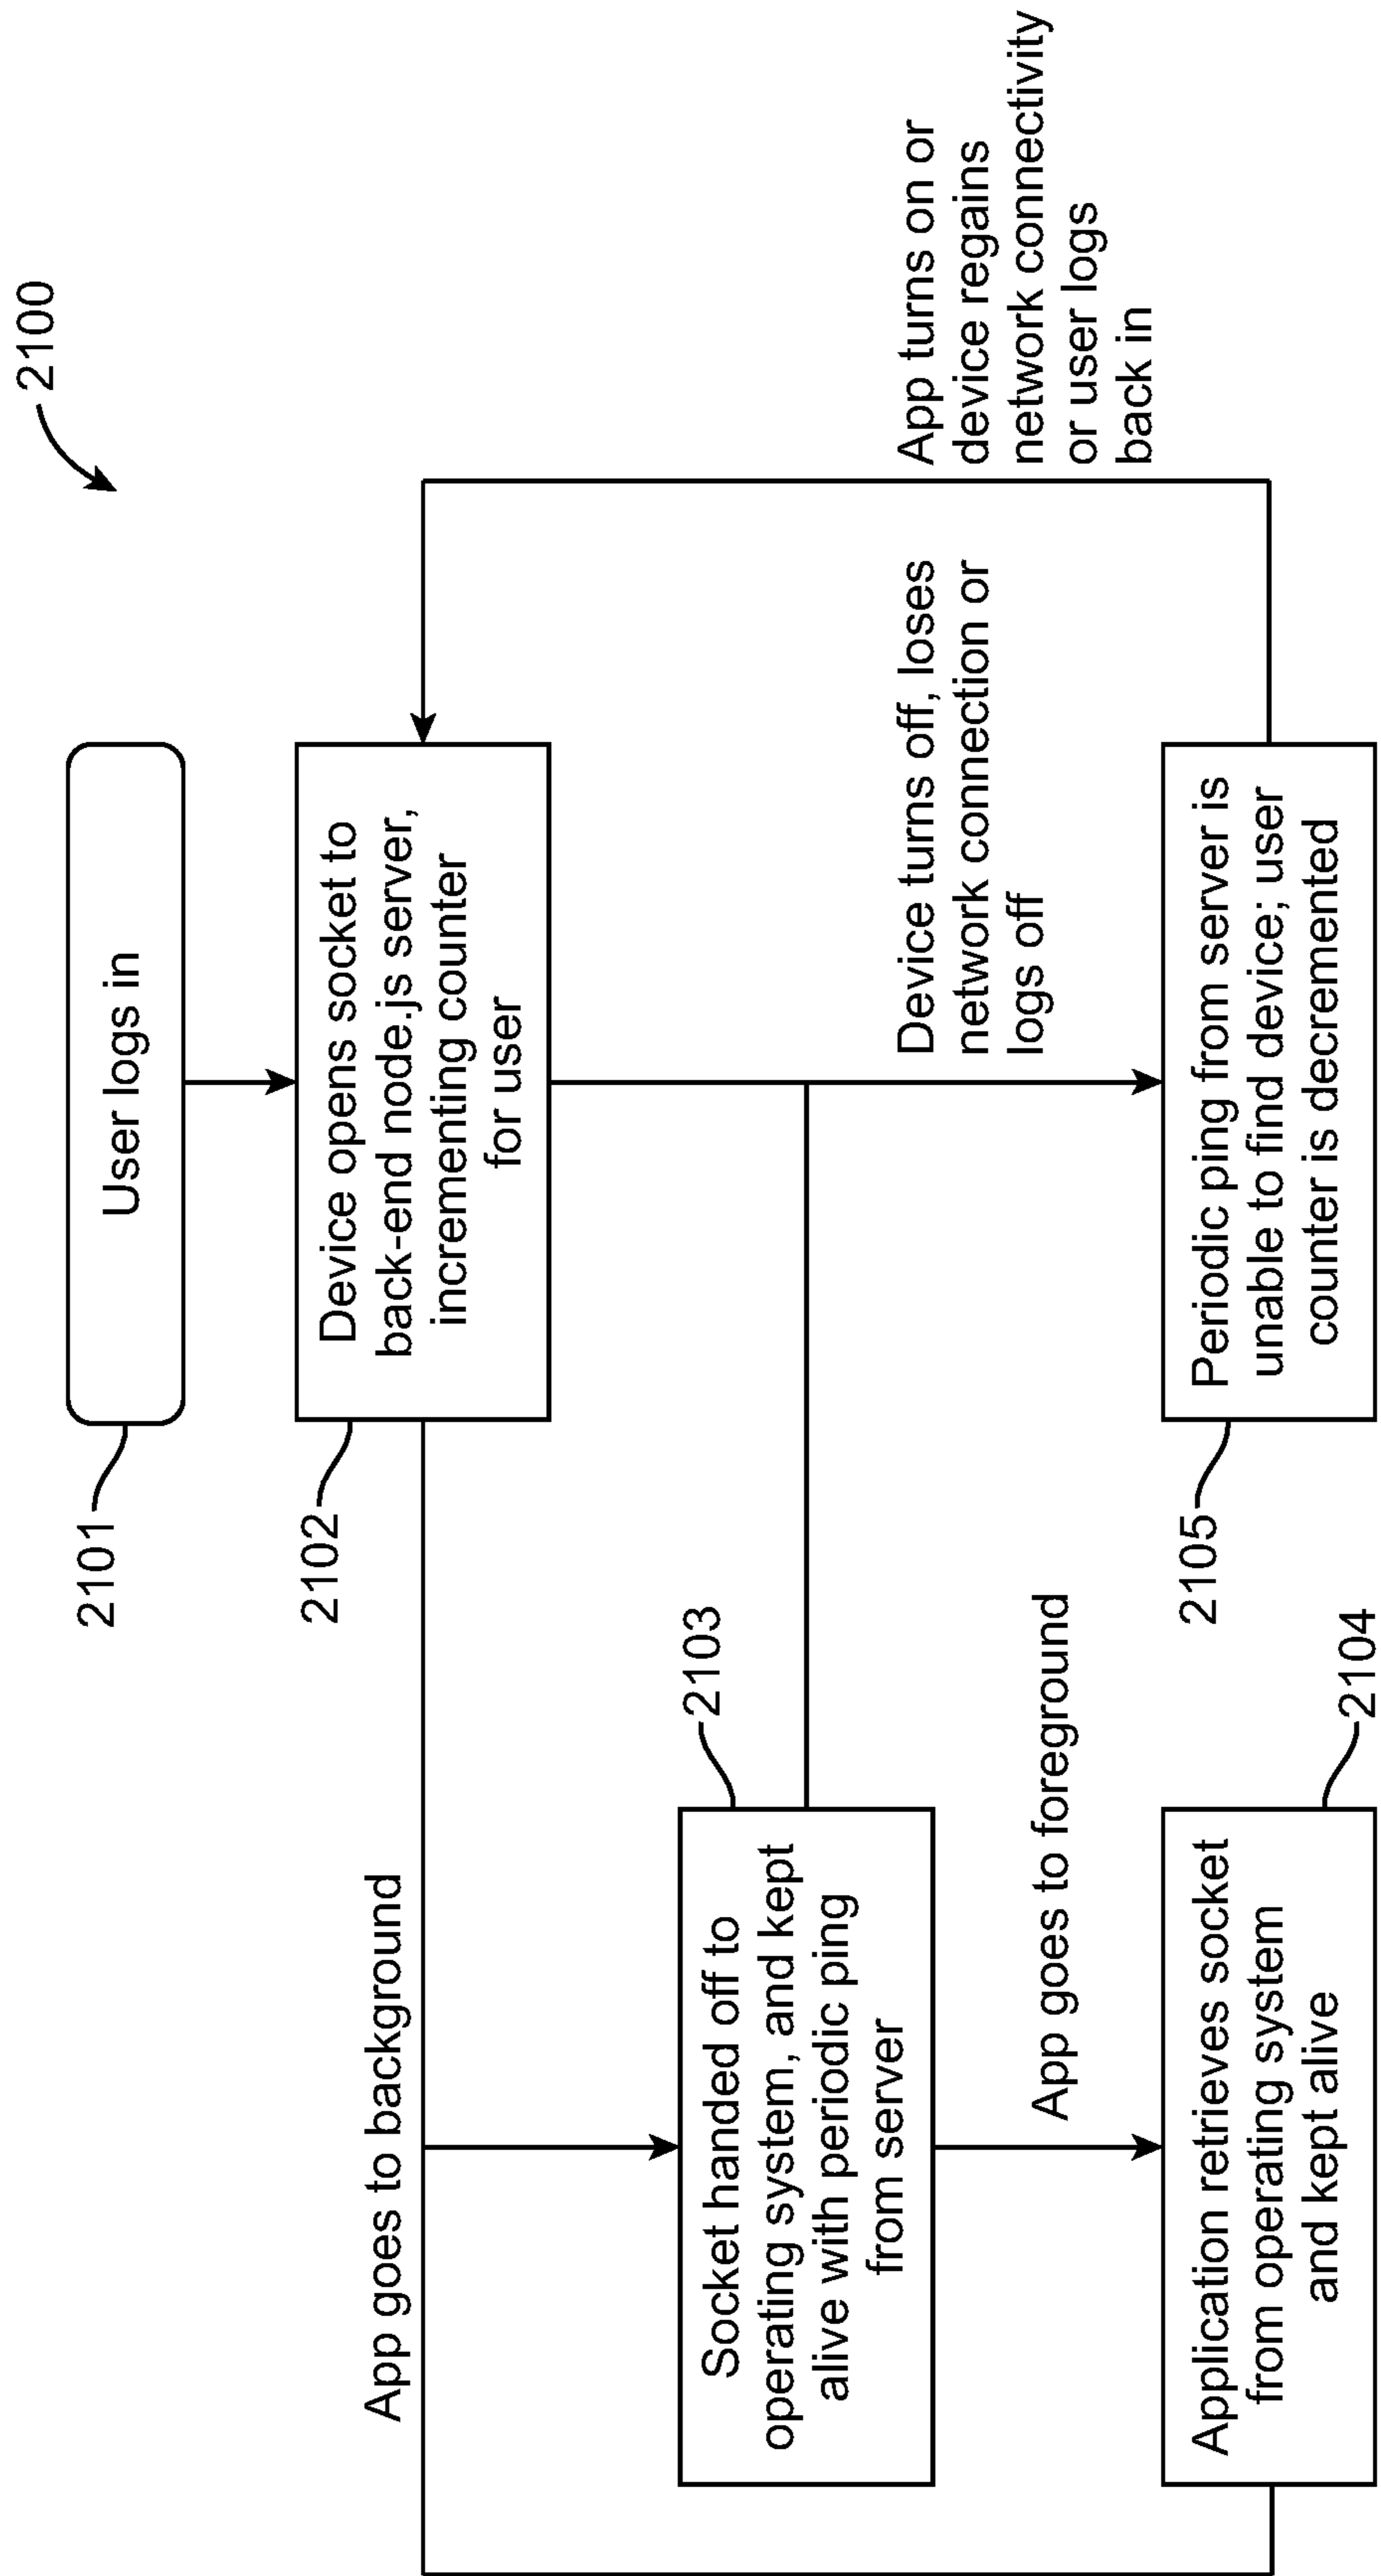 2100
User logs in
2101
Device opens socket to
back-end node.js server,
incrementing counter
for user
2102
App goes to background
Socket handed off to
operating system, and kept
alive with periodic ping
from server
2103
Device turns off, loses
network connection or
logs off
App turns on or
device regains
network connectivity
or user logs
back in
App goes to foreground
Application retrieves socket
from operating system
and kept alive
2104
Periodic ping from server is
unable to find device; user
counter is decremented
2105